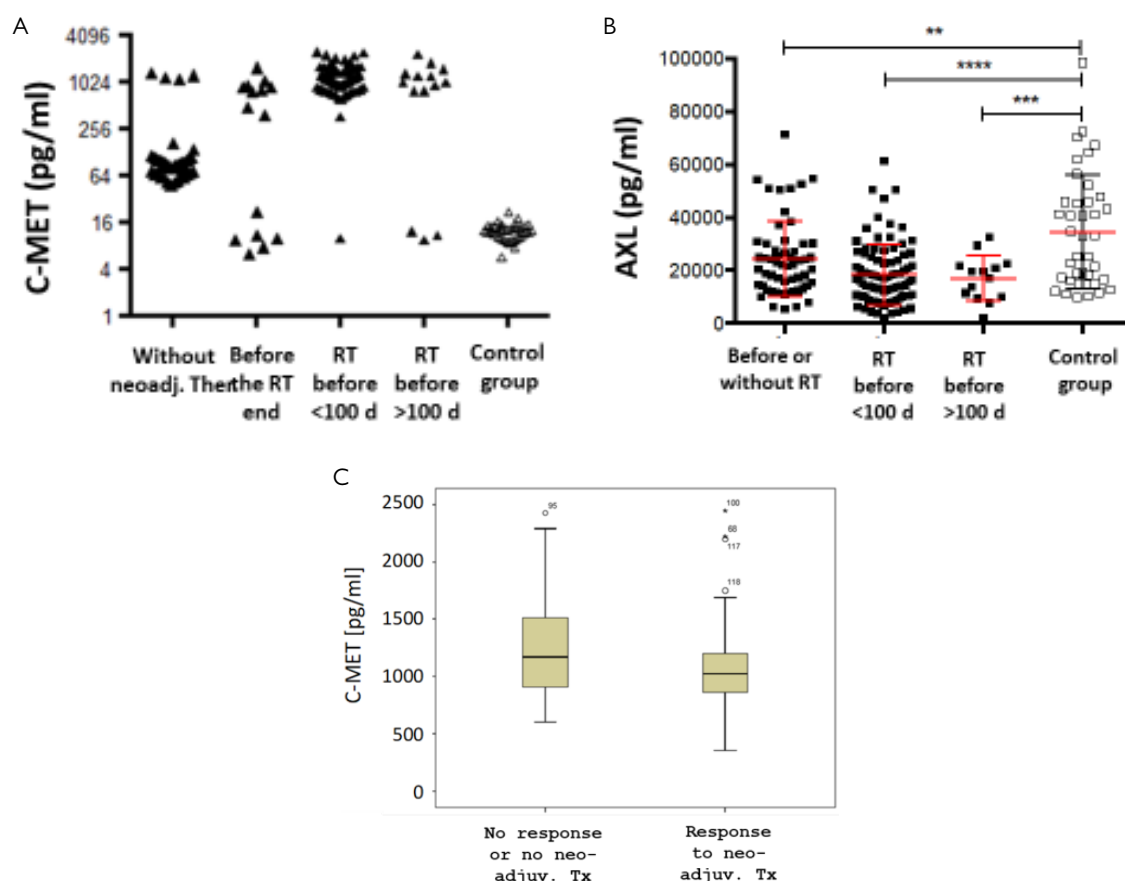 A
4096
1024
256
64
16
4
1
C-MET (pg/ml)
Without
neoadj. Ther
Before
the RT
end
RT
before
<100 d
RT
before
>100 d
Control
group
B
100000
80000
60000
40000
20000
0
AXL (pg/ml)
**
****
***
Before or
without RT
RT
before
<100 d
RT
before
>100 d
Control
group
C
2500
2000
1500
1000
500
0
C-MET [pg/ml]
95
100
68
117
118
No response
or no neo-
adjuv. Tx
Response
to neo-
adjuv. Tx